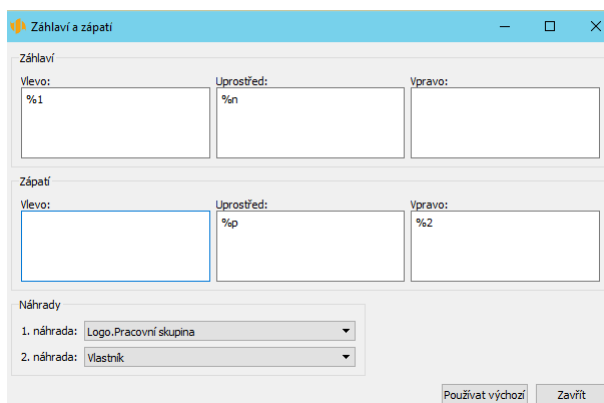 Záhlaví a zápatí
Záhlaví
Vlevo: Uprostřed: Vpravo:
%1 %n
Zápatí
Vlevo: Uprostřed: Vpravo:
%p %2
Náhrady
1. náhrada: Logo.Pracovní skupina
2. náhrada: Vlastník
Používat výchozí Zavřít